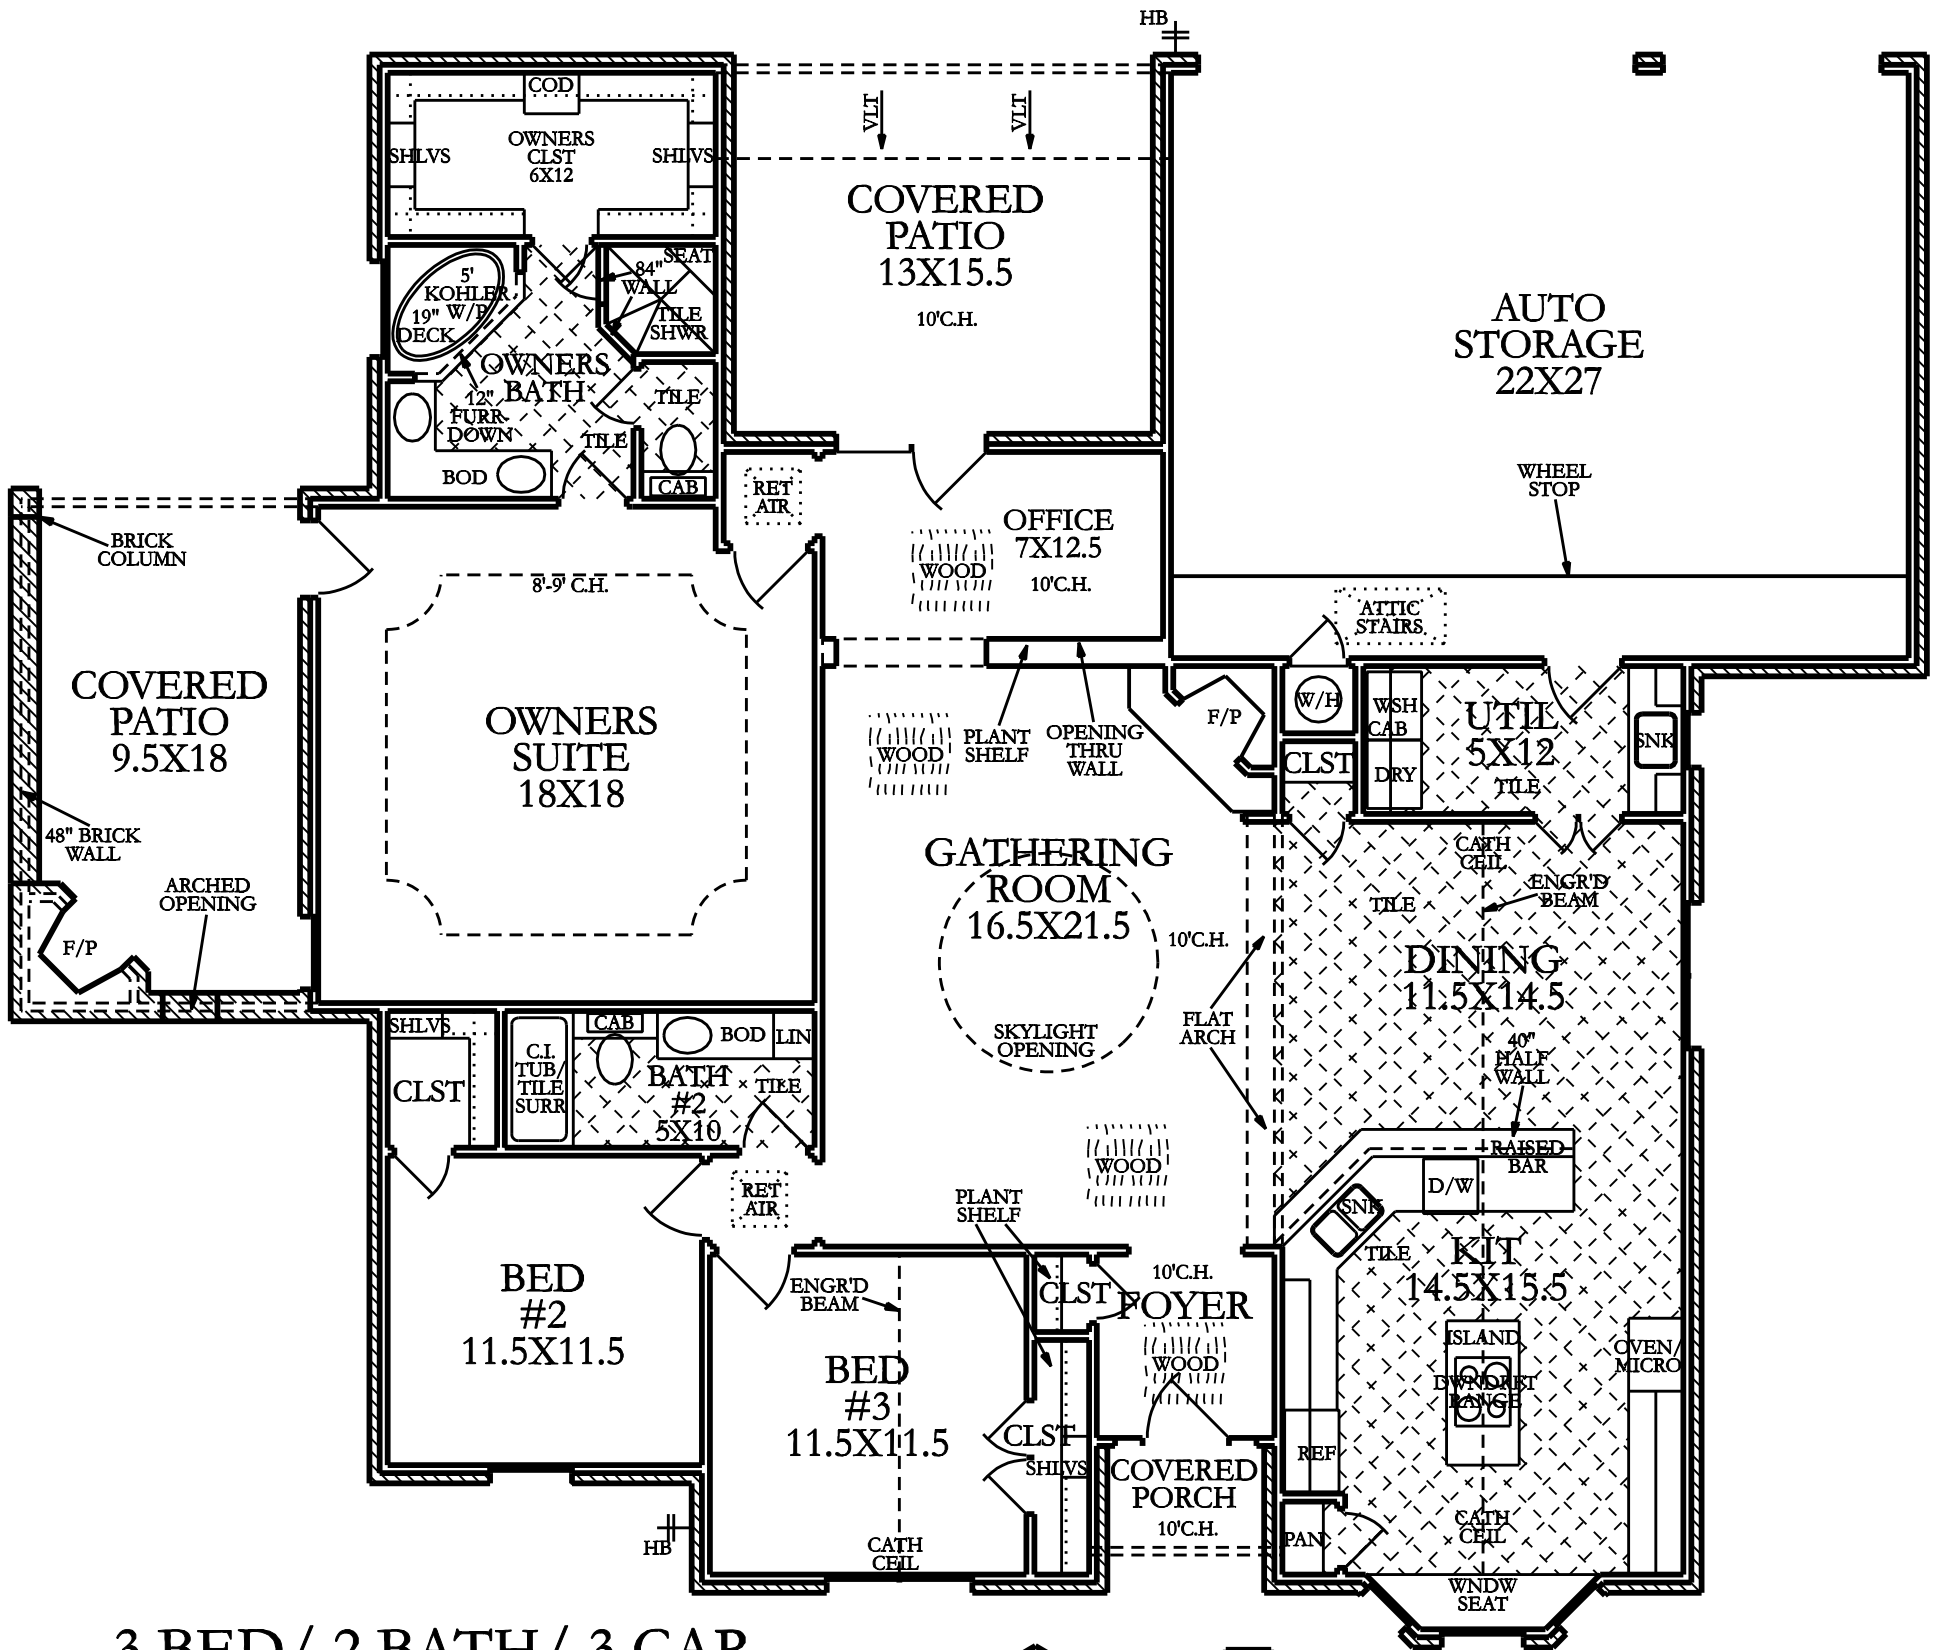 HB
COD
OWNERS
CLST
6X12
SHLVS
SHLVS
VLT
VLT
COVERED
PATIO
13X15.5
10'C.H.
AUTO
STORAGE
22X27
WHEEL
STOP
5'
KOHLER
W/P
19"
DECK
SEAT
84"
WALL
TILE
SHWR
OWNERS
BATH
12"
FURR-
DOWN
TILE
TILE
BOD
CAB
RET
AIR
OFFICE
7X12.5
10'C.H.
WOOD
BRICK
COLUMN
8'-9' C.H.
ATTIC
STAIRS
COVERED
PATIO
9.5X18
OWNERS
SUITE
18X18
WOOD
PLANT
SHELF
OPENING
THRU
WALL
F/P
W/H
CLST
WSH
CAB
DRY
UTIL
5X12
TILE
SNK
48" BRICK
WALL
ARCHED
OPENING
F/P
GATHERING
ROOM
16.5X21.5
10'C.H.
SKYLIGHT
OPENING
FLAT
ARCH
CATH
CEIL
ENGR'D
BEAM
TILE
DINING
11.5X14.5
40"
HALF
WALL
RAISED
BAR
SHLVS
CLST
C.I.
TUB/
TILE
SURR
CAB
BOD
LIN
BATH
#2
5X10
TILE
RET
AIR
WOOD
PLANT
SHELF
D/W
SNK
TILE
KIT
14.5X15.5
BED
#2
11.5X11.5
ENGR'D
BEAM
BED
#3
11.5X11.5
CLST
10'C.H.
FOYER
WOOD
ISLAND
DWNDRFT
RANGE
OVEN/
MICRO
CLST
SHLVS
REF
COVERED
PORCH
10'C.H.
PAN
CATH
CEIL
HB
CATH
CEIL
WNDW
SEAT
3 BED/ 2 BATH/ 3 CAR